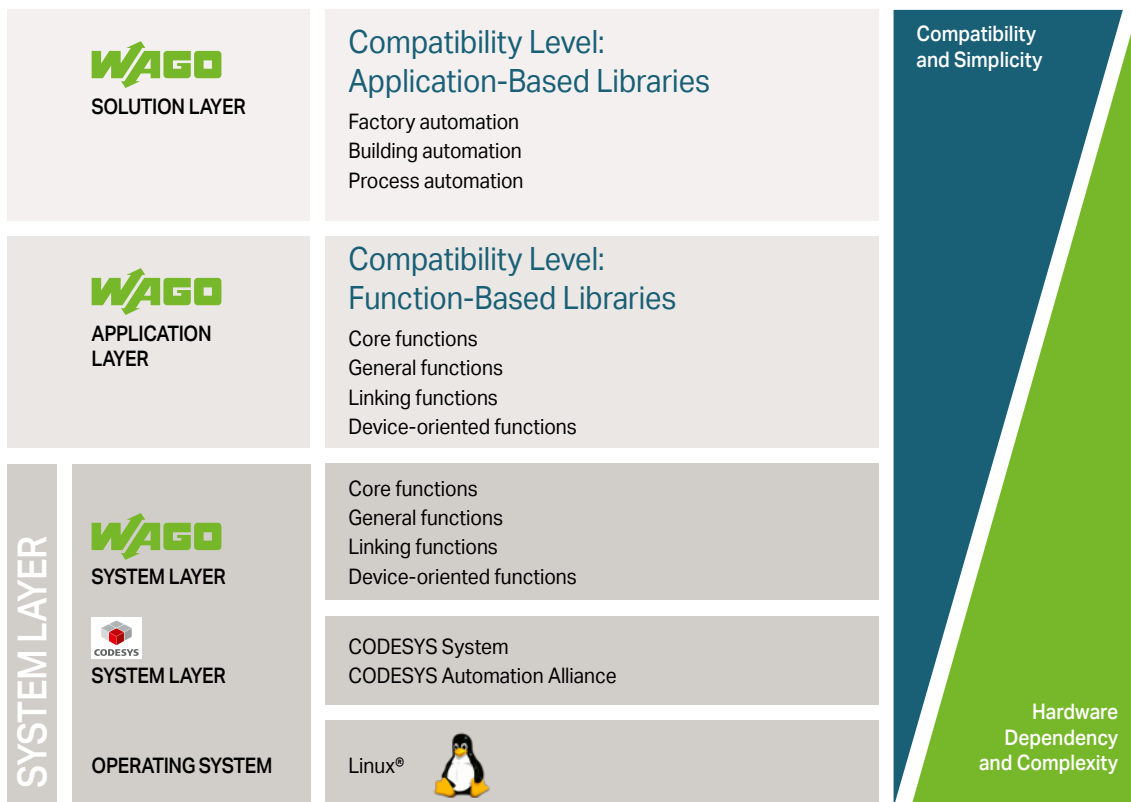 WAGO
SOLUTION LAYER
Compatibility Level:
Application-Based Libraries
Factory automation
Building automation
Process automation
Compatibility
and Simplicity
WAGO
APPLICATION
LAYER
Compatibility Level:
Function-Based Libraries
Core functions
General functions
Linking functions
Device-oriented functions
SYSTEM LAYER
WAGO
SYSTEM LAYER
Core functions
General functions
Linking functions
Device-oriented functions
CODESYS
SYSTEM LAYER
CODESYS System
CODESYS Automation Alliance
OPERATING SYSTEM
Linux®
Hardware
Dependency
and Complexity